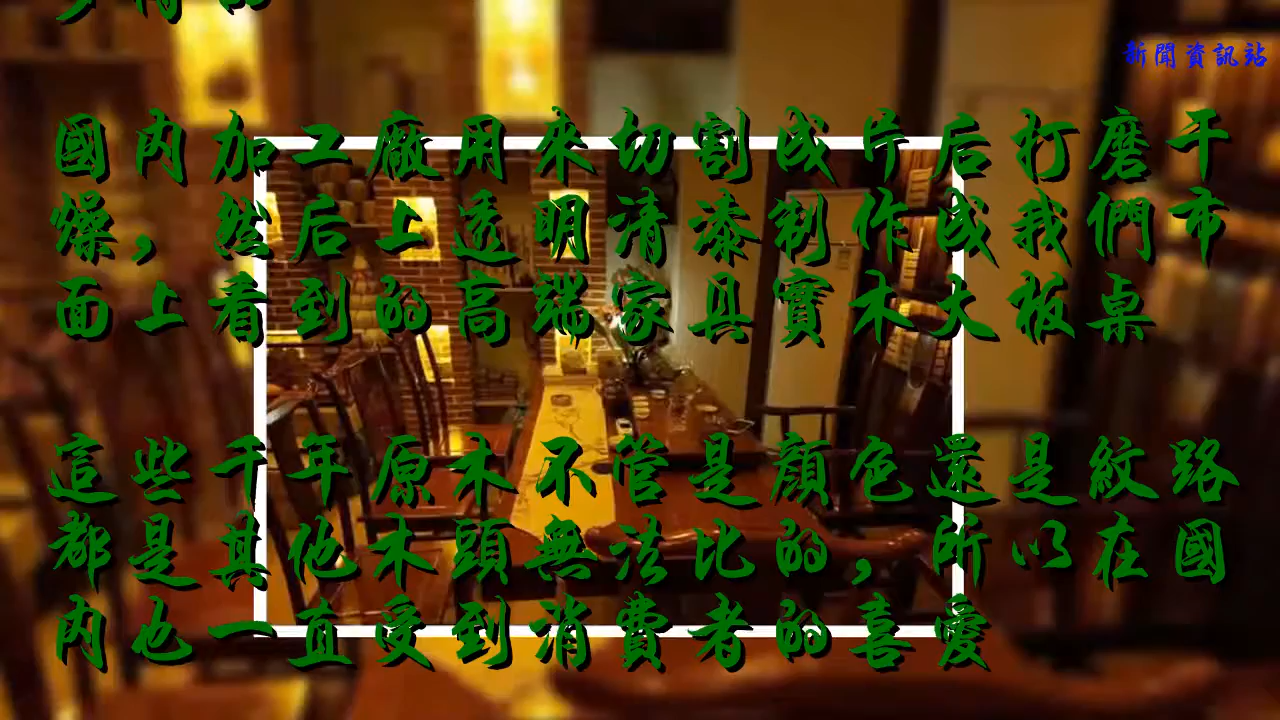 新聞資訊站
國內加工廠用來切割成片后打磨干
燥，然后上透明清漆制作成我們市
面上看到的高端家具實木大板桌
這些千年原木不管是顏色還是紋路
都是其他木頭無法比的，所以在國
內也一直受到消費者的喜愛